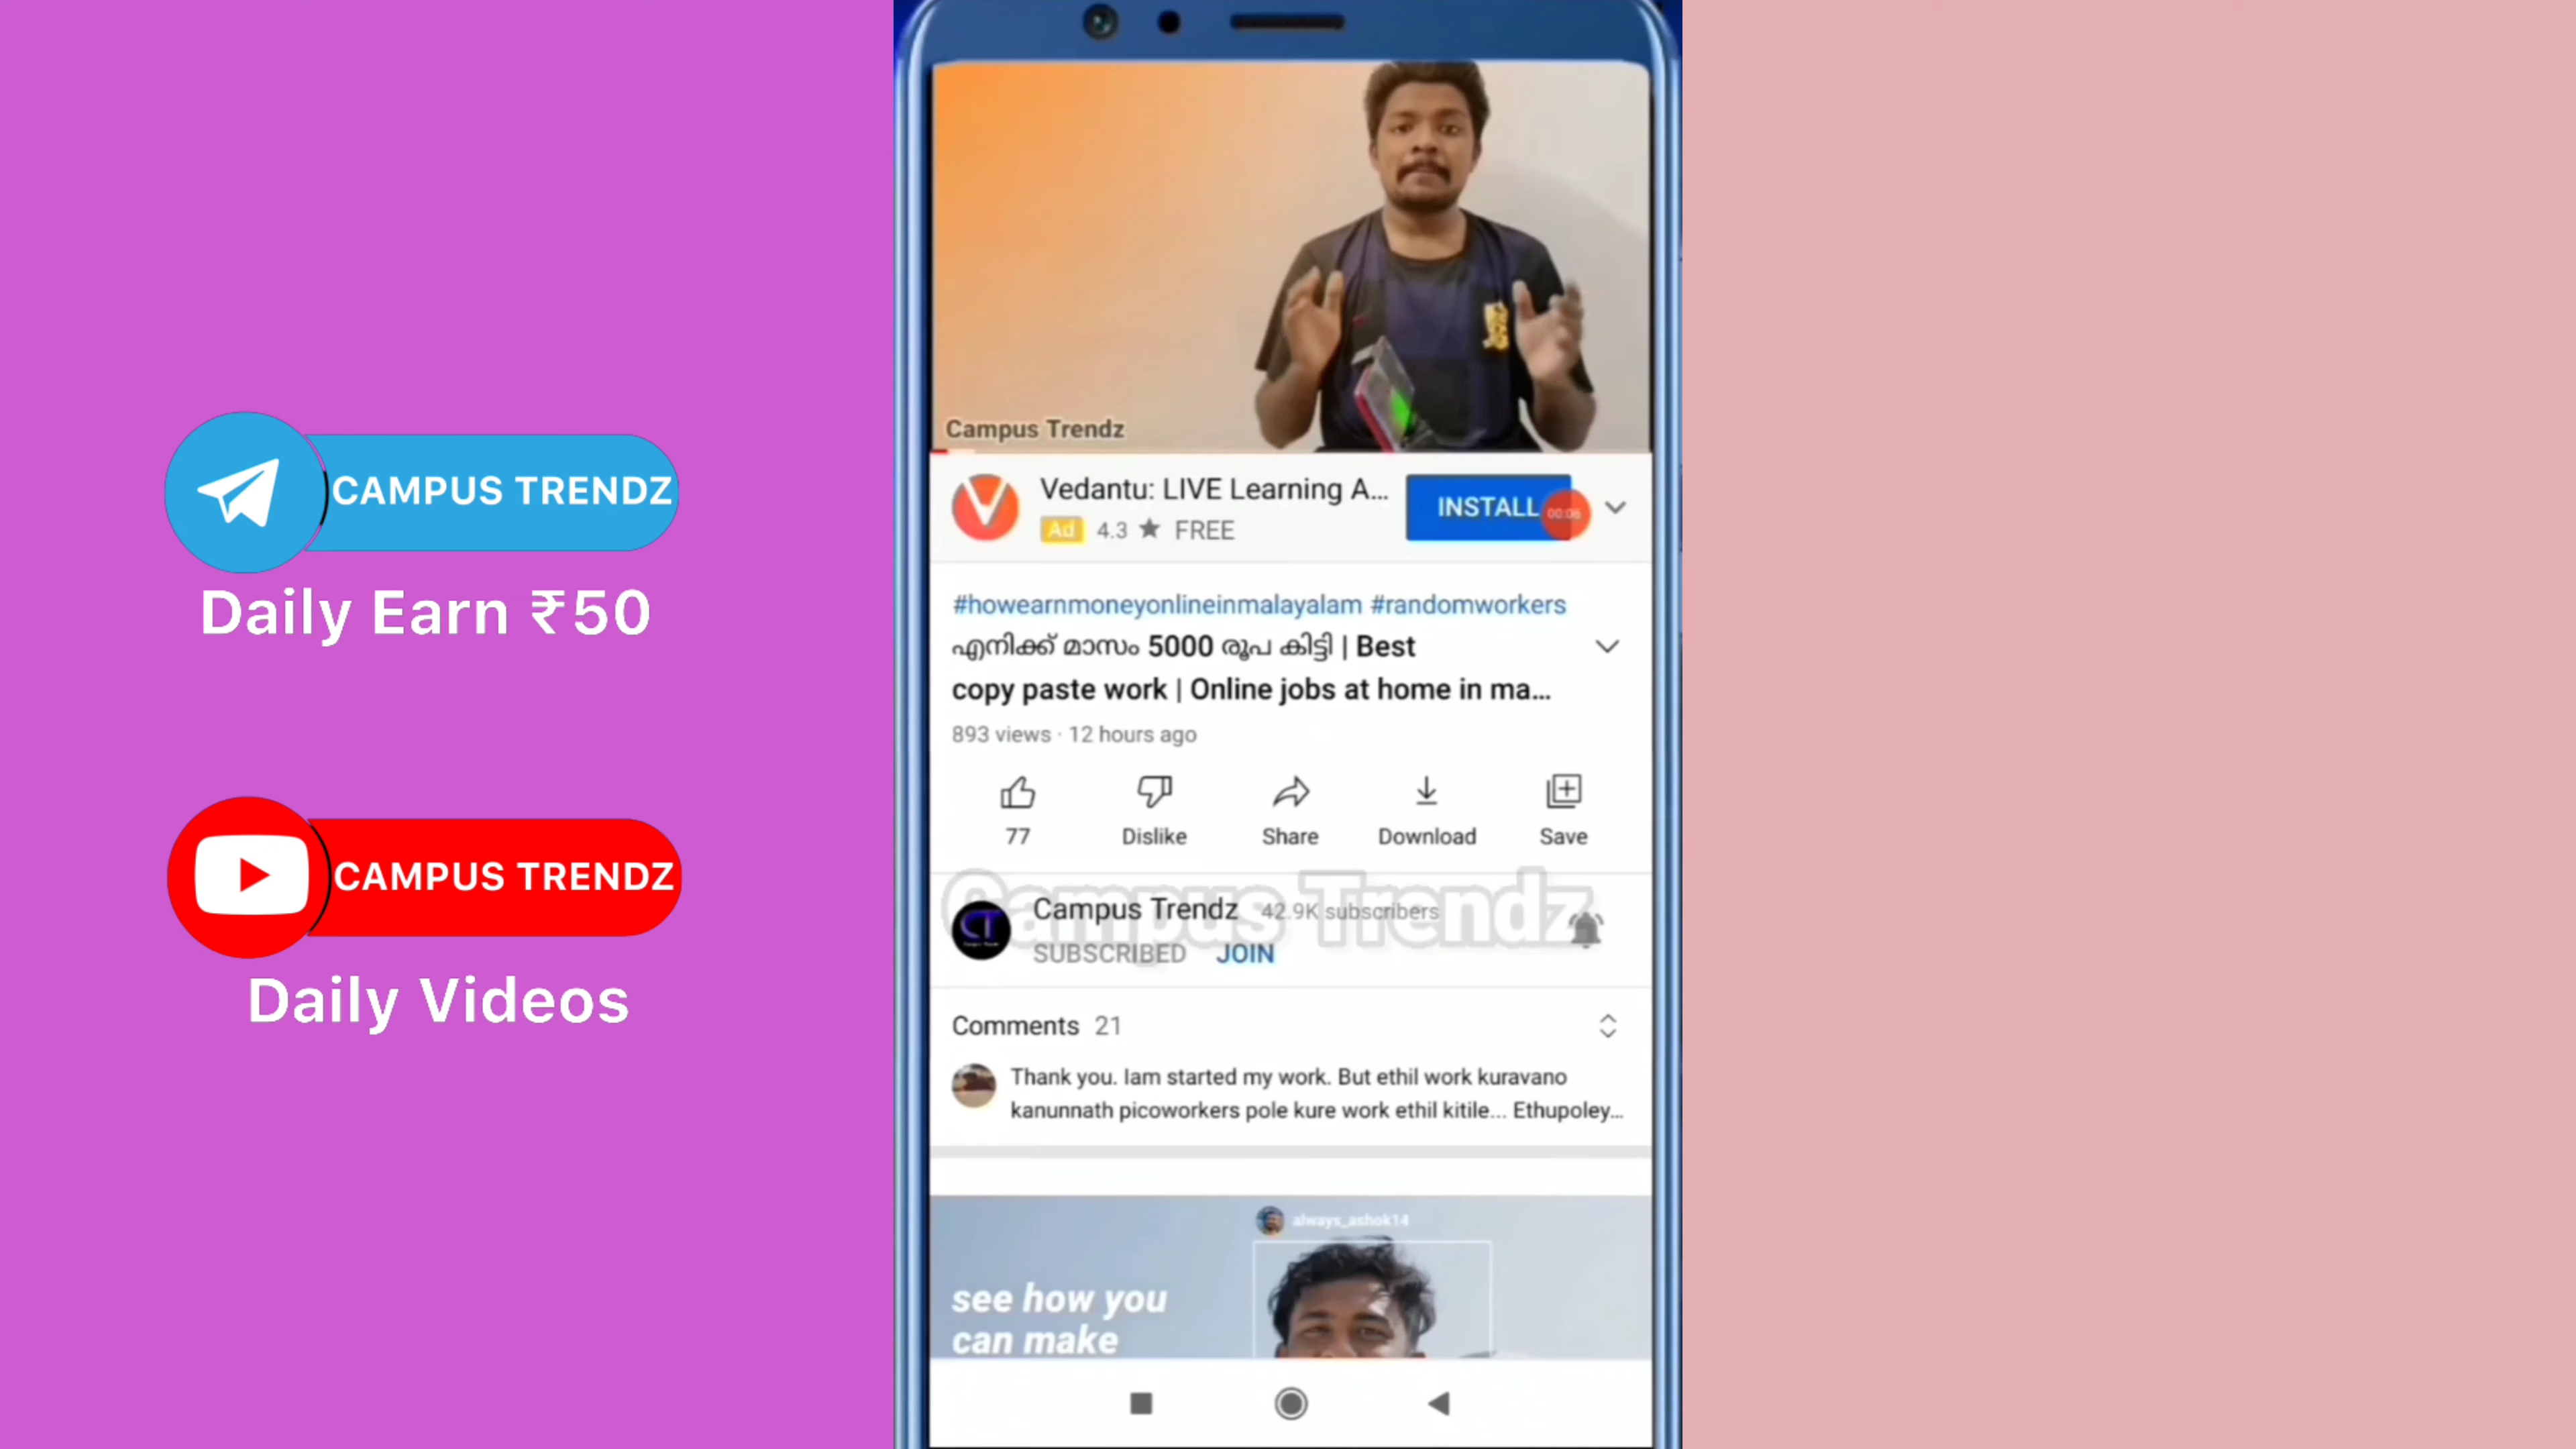 CAMPUS TRENDZ
Daily Earn ₹50
CAMPUS TRENDZ
Daily Videos
Campus Trendz
Vedantu: LIVE Learning A...
INSTALL
00:06
Ad 4.3 ★ FREE
#howearnmoneyonlineinmalayalam #randomworkers
എനിക്ക് മാസം 5000 രൂപ കിട്ടി | Best
copy paste work | Online jobs at home in ma...
893 views · 12 hours ago
77 Dislike Share Download Save
Campus Trendz
Campus Trendz 42.9K subscribers
SUBSCRIBED JOIN
Comments 21
Thank you. Iam started my work. But ethil work kuravano
kanunnath picoworkers pole kure work ethil kitile... Ethupoley...
always_ashok14
see how you
can make